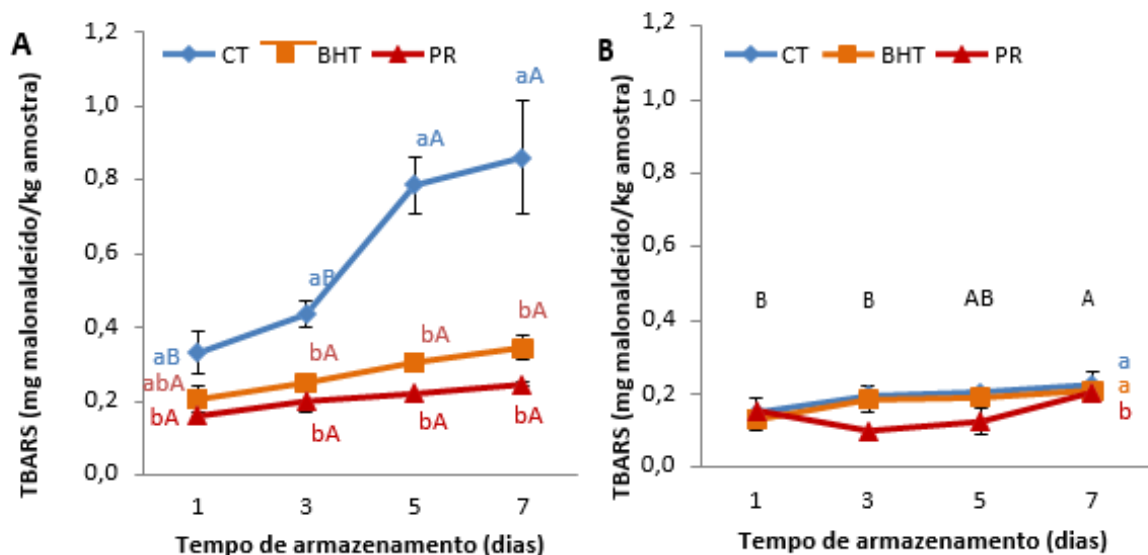 A
TBARS (mg malonaldeído/kg amostra)
1,2
1,0
0,8
0,6
0,4
0,2
0,0
CT BHT PR
aA
aA
aB
aB
bA
bA
bA
abA
bA
bA
bA
bA
1 3 5 7
Tempo de armazenamento (dias)
B
TBARS (mg malonaldeído/kg amostra)
1,2
1,0
0,8
0,6
0,4
0,2
0,0
CT BHT PR
B B AB A
a
a
b
1 3 5 7
Tempo de armazenamento (dias)